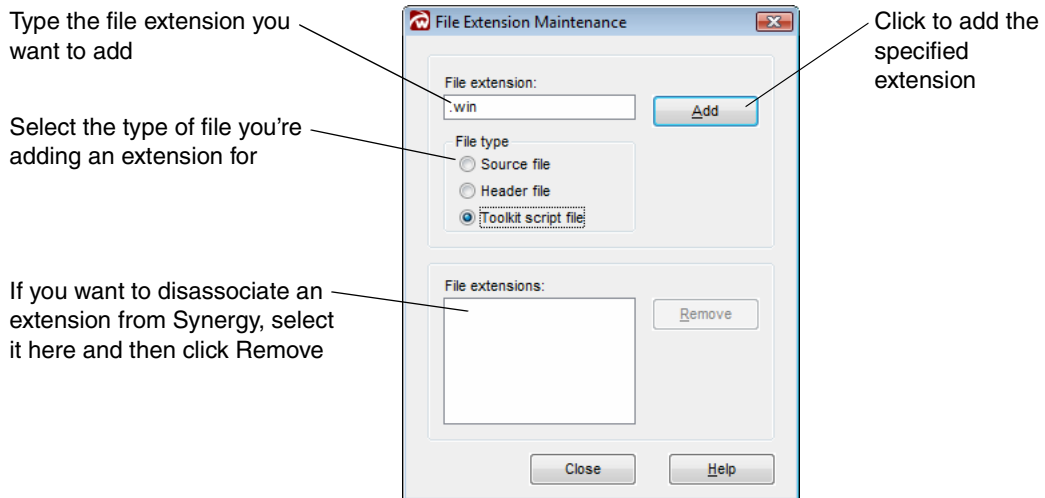 Type the file extension you
want to add
Select the type of file you’re
adding an extension for
If you want to disassociate an
extension from Synergy, select
it here and then click Remove
File Extension Maintenance
File extension:
.win
Add
File type
Source file
Header file
Toolkit script file
File extensions:
Remove
Close
Help
Click to add the
specified
extension